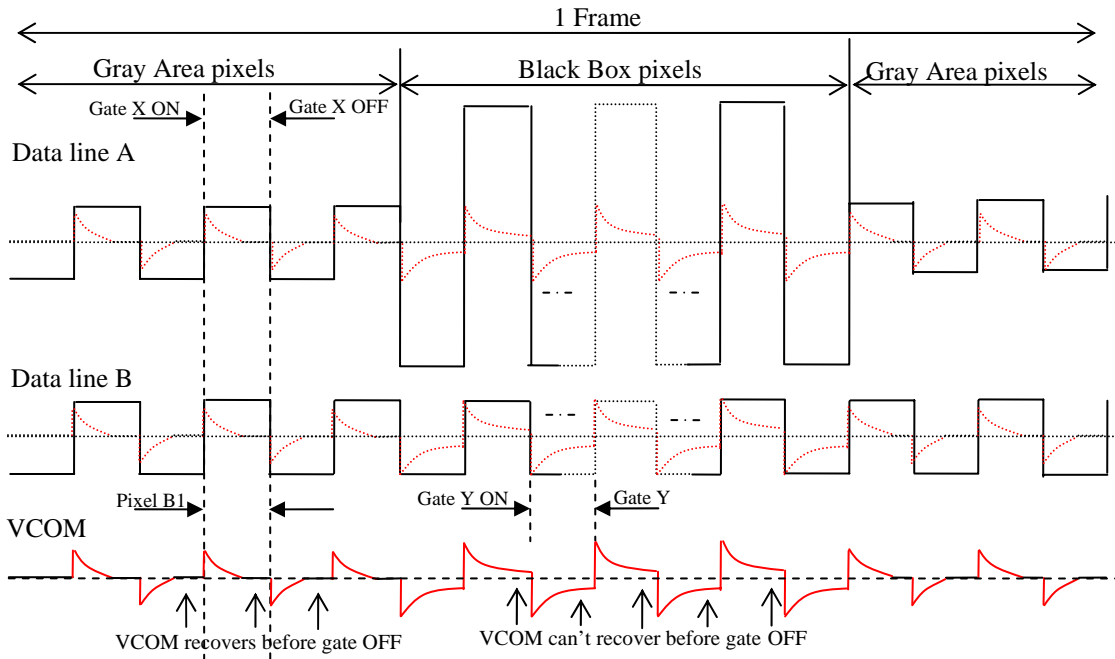 1 Frame
Gray Area pixels
Black Box pixels
Gray Area pixels
Gate X ON
Gate X OFF
Data line A
Data line B
Pixel B1
Gate Y ON
Gate Y
VCOM
VCOM recovers before gate OFF
VCOM can't recover before gate OFF